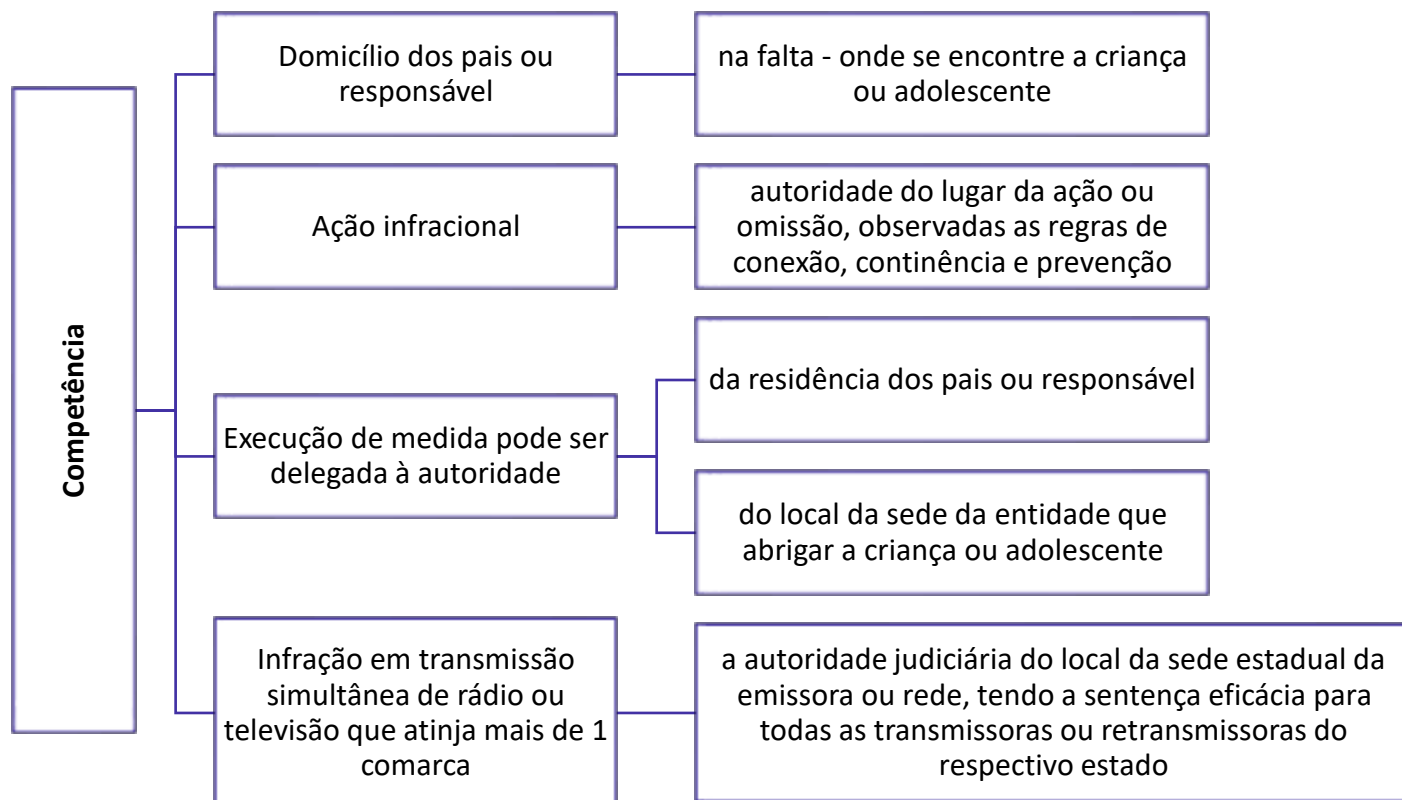 Competência
Domicílio dos pais ou
responsável
na falta - onde se encontre a criança
ou adolescente
Ação infracional
autoridade do lugar da ação ou
omissão, observadas as regras de
conexão, continência e prevenção
Execução de medida pode ser
delegada à autoridade
da residência dos pais ou responsável
do local da sede da entidade que
abrigar a criança ou adolescente
Infração em transmissão
simultânea de rádio ou
televisão que atinja mais de 1
comarca
a autoridade judiciária do local da sede estadual da
emissora ou rede, tendo a sentença eficácia para
todas as transmissoras ou retransmissoras do
respectivo estado